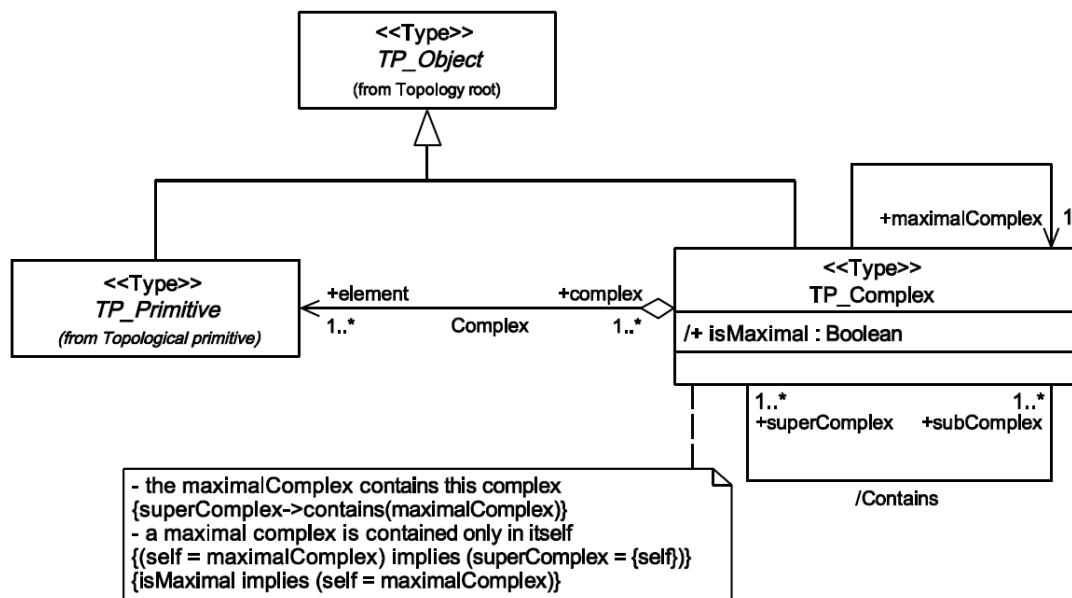 <<Type>>
TP_Object
(from Topology root)
+maximalComplex 1
<<Type>>
TP_Primitive
(from Topological primitive)
+element +complex
1..* Complex 1..*
<<Type>>
TP_Complex
/+ isMaximal : Boolean
1..* 1..*
+superComplex +subComplex
/Contains
- the maximalComplex contains this complex
{superComplex->contains(maximalComplex)}
- a maximal complex is contained only in itself
{(self = maximalComplex) implies (superComplex = {self})}
{isMaximal implies (self = maximalComplex)}